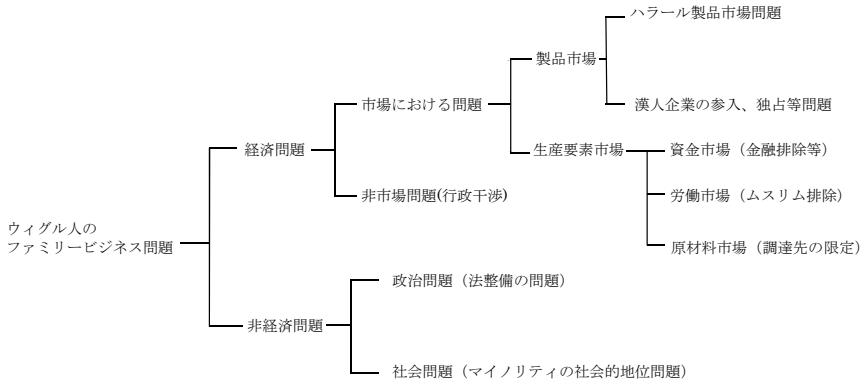 ハラール製品市場問題
製品市場
市場における問題
漢人企業の参入、独占等問題
経済問題
生産要素市場
資金市場（金融排除等）
非市場問題(行政干渉)
労働市場（ムスリム排除）
ウィグル人の
ファミリービジネス問題
原材料市場（調達先の限定）
政治問題（法整備の問題）
非経済問題
社会問題（マイノリティの社会的地位問題）